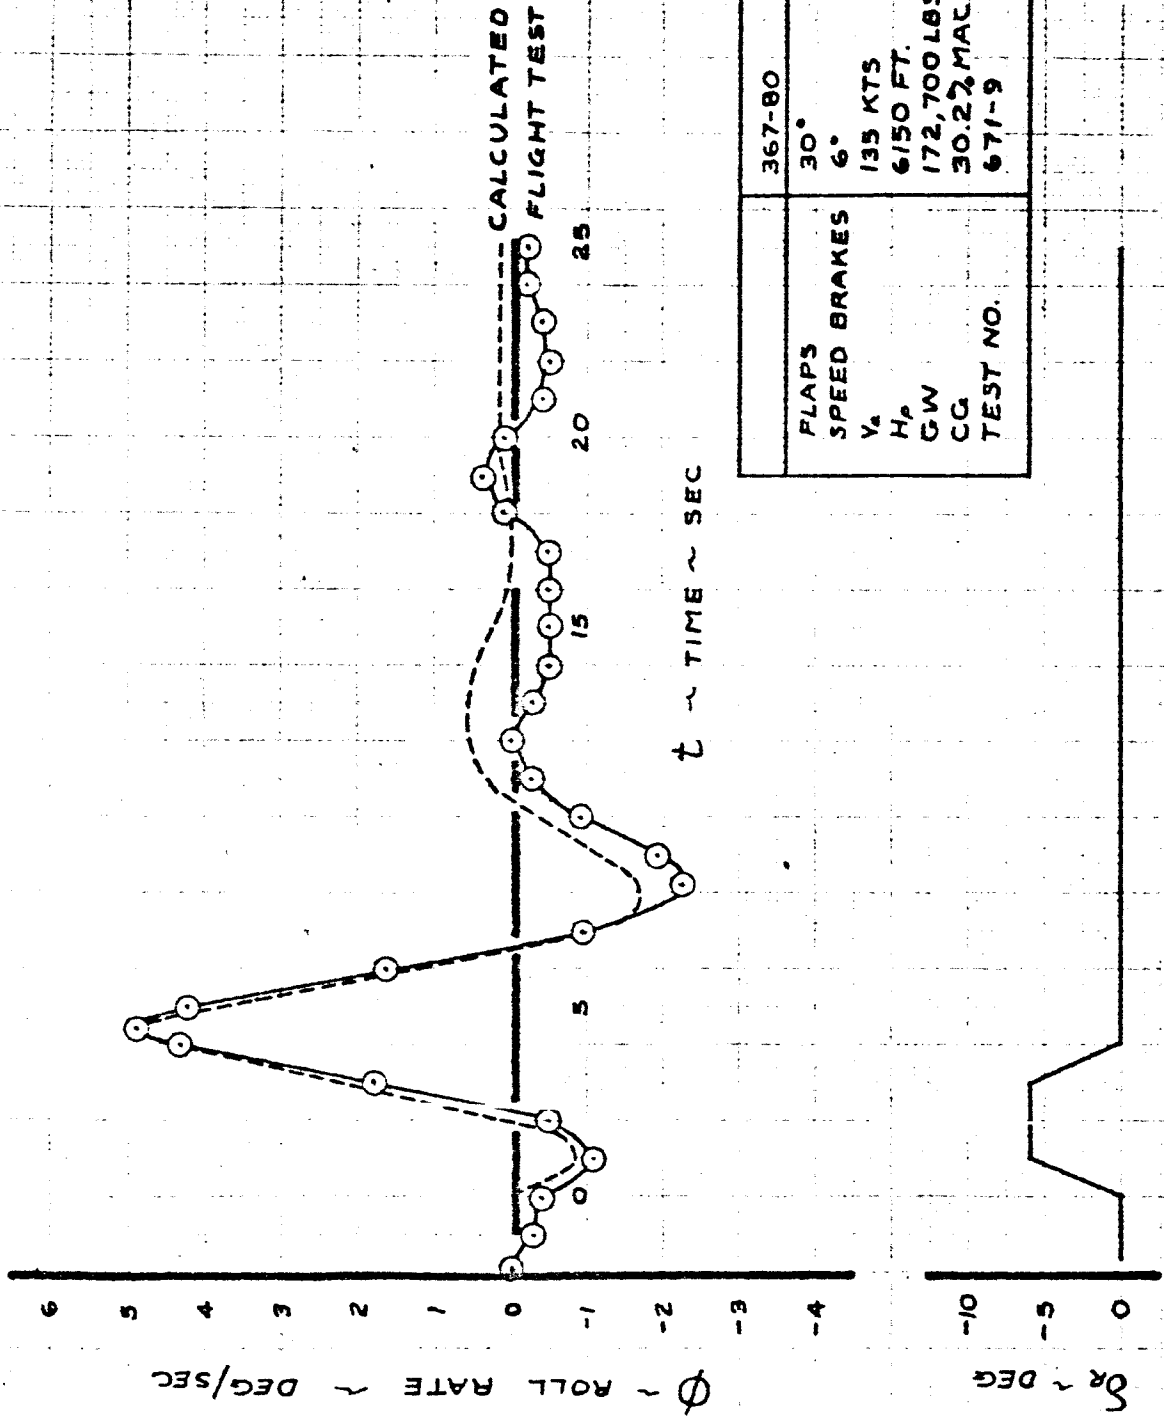 CALCULATED
FLIGHT TEST
6
5
4
3
2
1
0
-1
-2
-3
-4
φ ~ ROLL RATE ~ DEG/SEC
0
5
15
20
25
t ~ TIME ~ SEC
367-80
FLAPS 30°
SPEED BRAKES 6°
Va 135 KTS
Hp 6150 FT.
GW 172,700 LBS
CG 30.2% MAC
TEST NO. 671-9
-10
-5
0
δR ~ DEG